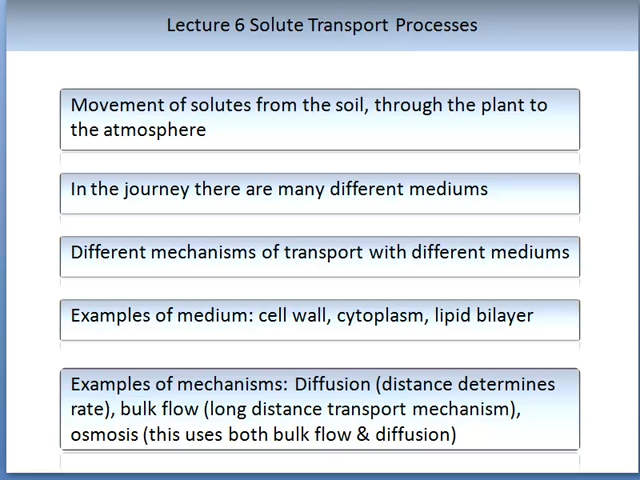 Lecture 6 Solute Transport Processes
Movement of solutes from the soil, through the plant to
the atmosphere
In the journey there are many different mediums
Different mechanisms of transport with different mediums
Examples of medium: cell wall, cytoplasm, lipid bilayer
Examples of mechanisms: Diffusion (distance determines
rate), bulk flow (long distance transport mechanism),
osmosis (this uses both bulk flow & diffusion)